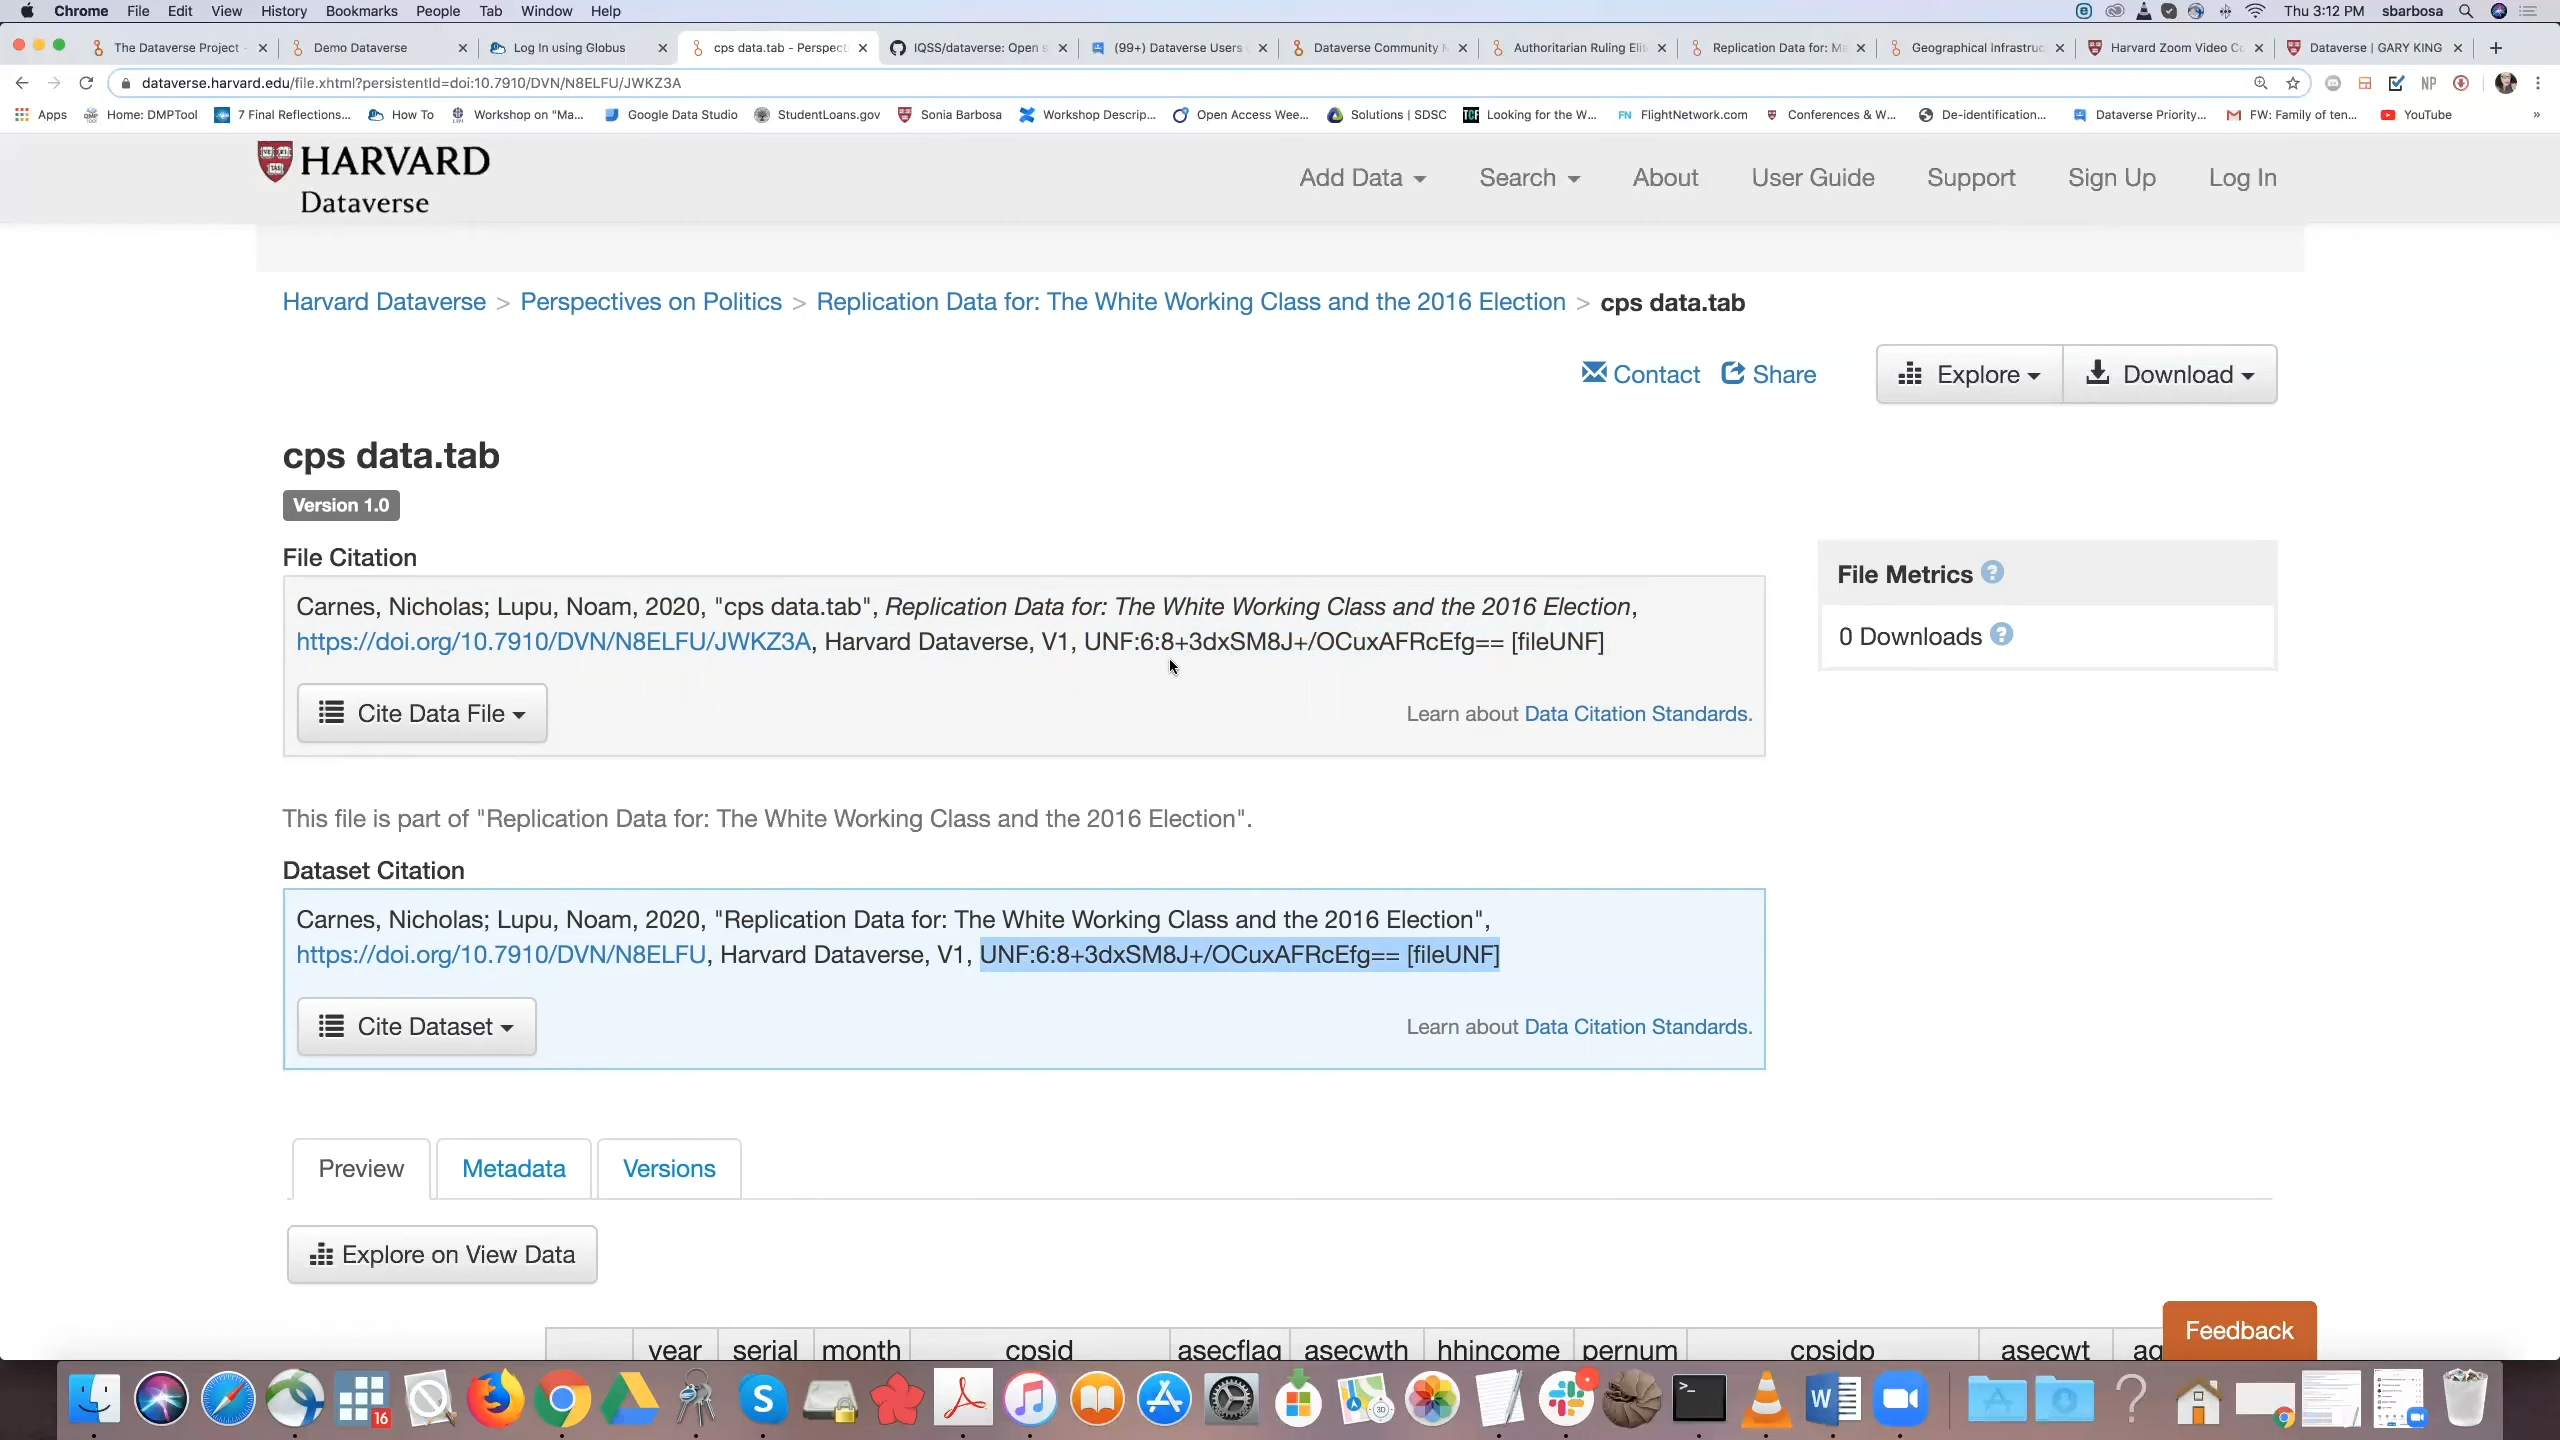 Chrome File Edit View History Bookmarks People Tab Window Help Thu 3:12 PM sbarbosa
The Dataverse Project - Demo Dataverse Log In using Globus cps data.tab - Perspect IQSS/dataverse: Open s (99+) Dataverse Users Dataverse Community Authoritarian Ruling Elit Replication Data for: Ma Geographical Infrastruc Harvard Zoom Video Co Dataverse | GARY KING
dataverse.harvard.edu/file.xhtml?persistentId=doi:10.7910/DVN/N8ELFU/JWKZ3A NP
Apps Home: DMPTool 7 Final Reflections... How To Workshop on "Ma... Google Data Studio StudentLoans.gov Sonia Barbosa Workshop Descrip... Open Access Wee... Solutions | SDSC TCF Looking for the W... FN FlightNetwork.com Conferences & W... De-identification... Dataverse Priority... FW: Family of ten... YouTube »
HARVARD
Dataverse
Add Data Search About User Guide Support Sign Up Log In
Harvard Dataverse > Perspectives on Politics > Replication Data for: The White Working Class and the 2016 Election > cps data.tab
Contact Share Explore Download
cps data.tab
Version 1.0
File Citation
Carnes, Nicholas; Lupu, Noam, 2020, "cps data.tab", Replication Data for: The White Working Class and the 2016 Election,
https://doi.org/10.7910/DVN/N8ELFU/JWKZ3A, Harvard Dataverse, V1, UNF:6:8+3dxSM8J+/OCuxAFRcEfg== [fileUNF]
Cite Data File
Learn about Data Citation Standards.
File Metrics ?
0 Downloads ?
This file is part of "Replication Data for: The White Working Class and the 2016 Election".
Dataset Citation
Carnes, Nicholas; Lupu, Noam, 2020, "Replication Data for: The White Working Class and the 2016 Election",
https://doi.org/10.7910/DVN/N8ELFU, Harvard Dataverse, V1, UNF:6:8+3dxSM8J+/OCuxAFRcEfg== [fileUNF]
Cite Dataset
Learn about Data Citation Standards.
Preview Metadata Versions
Explore on View Data
year serial month cpsid asecflag asecwth hhincome pernum cpsidp asecwt ag
Feedback
16